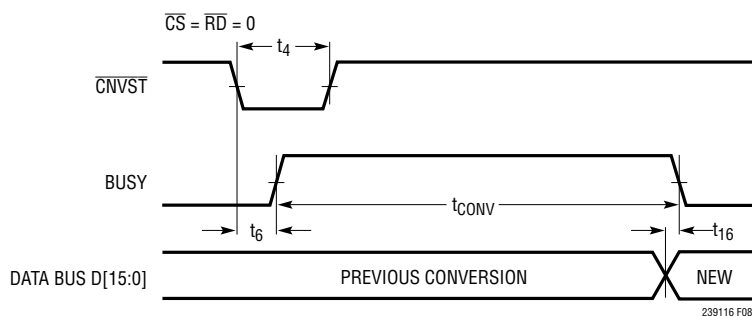 CS = RD = 0
t4
CNVST
BUSY
tCONV
t6
t16
DATA BUS D[15:0]
PREVIOUS CONVERSION
NEW
239116 F08